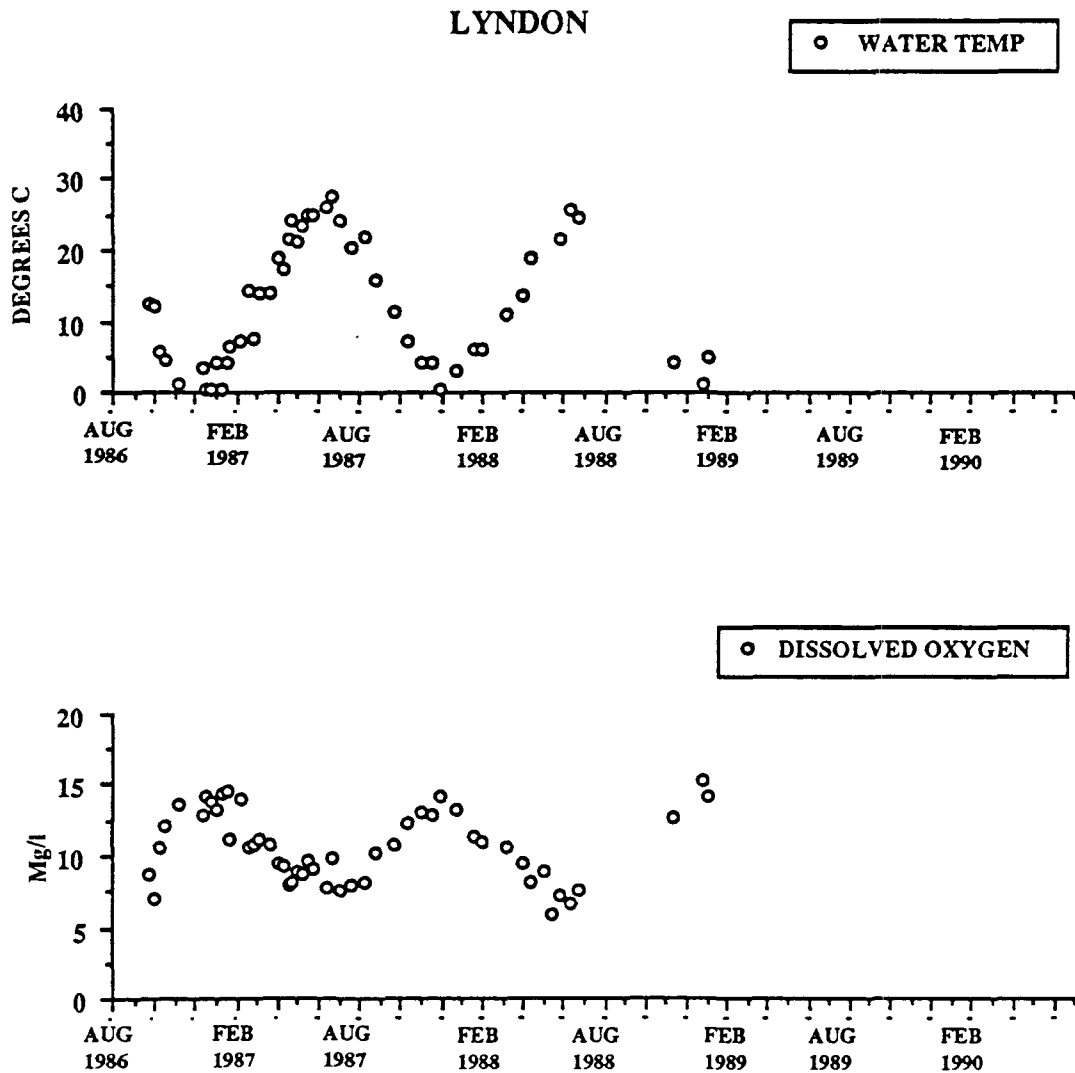 LYNDON
WATER TEMP
40
30
20
10
0
DEGREES C
AUG 1986
FEB 1987
AUG 1987
FEB 1988
AUG 1988
FEB 1989
AUG 1989
FEB 1990
DISSOLVED OXYGEN
20
15
10
5
0
Mg/l
AUG 1986
FEB 1987
AUG 1987
FEB 1988
AUG 1988
FEB 1989
AUG 1989
FEB 1990